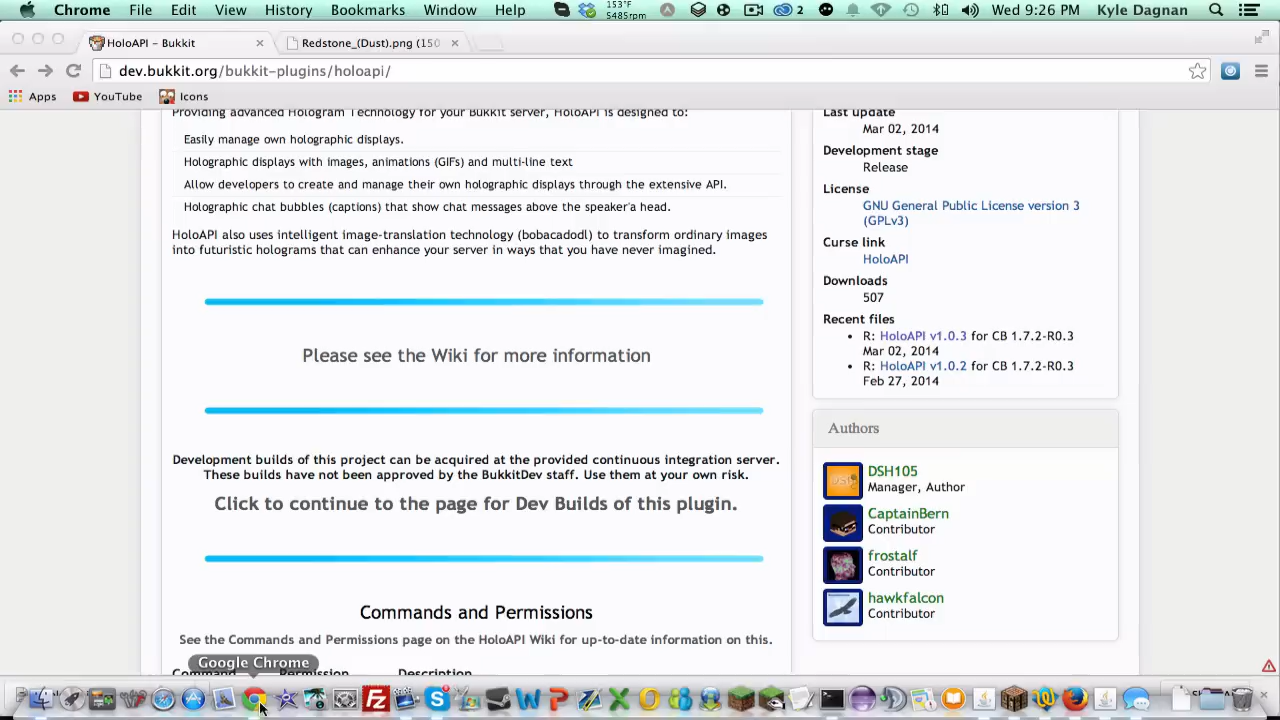 Chrome File Edit View History Bookmarks Window Help 153°F 5485rpm 2 Wed 9:26 PM Kyle Dagnan
HoloAPI – Bukkit
Redstone_(Dust).png (150
dev.bukkit.org/bukkit-plugins/holoapi/
Apps YouTube Icons
Providing advanced Hologram Technology for your Bukkit server, HoloAPI is designed to:
Easily manage own holographic displays.
Holographic displays with images, animations (GIFs) and multi-line text
Allow developers to create and manage their own holographic displays through the extensive API.
Holographic chat bubbles (captions) that show chat messages above the speaker'a head.
HoloAPI also uses intelligent image-translation technology (bobacadodl) to transform ordinary images
into futuristic holograms that can enhance your server in ways that you have never imagined.
Please see the Wiki for more information
Development builds of this project can be acquired at the provided continuous integration server.
These builds have not been approved by the BukkitDev staff. Use them at your own risk.
Click to continue to the page for Dev Builds of this plugin.
Commands and Permissions
See the Commands and Permissions page on the HoloAPI Wiki for up-to-date information on this.
Command Permission Description
Last update
Mar 02, 2014
Development stage
Release
License
GNU General Public License version 3
(GPLv3)
Curse link
HoloAPI
Downloads
507
Recent files
R: HoloAPI v1.0.3 for CB 1.7.2-R0.3
Mar 02, 2014
R: HoloAPI v1.0.2 for CB 1.7.2-R0.3
Feb 27, 2014
Authors
DSH105
Manager, Author
CaptainBern
Contributor
frostalf
Contributor
hawkfalcon
Contributor
Google Chrome